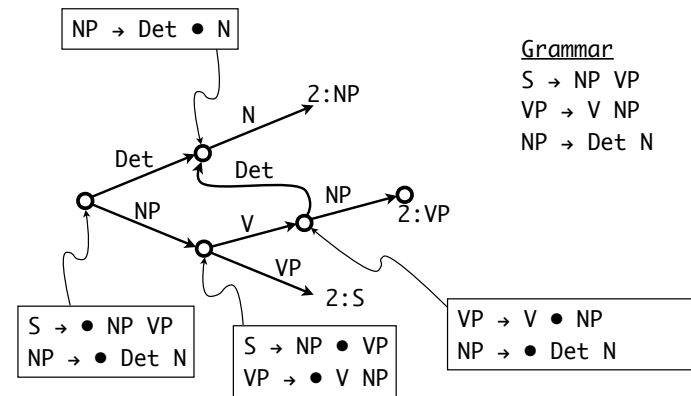 NP → Det ● N
Grammar
S → NP VP
VP → V NP
NP → Det N
2:NP
N
Det
Det
NP
NP
V
2:VP
VP
2:S
S → ● NP VP
NP → ● Det N
S → NP ● VP
VP → ● V NP
VP → V ● NP
NP → ● Det N